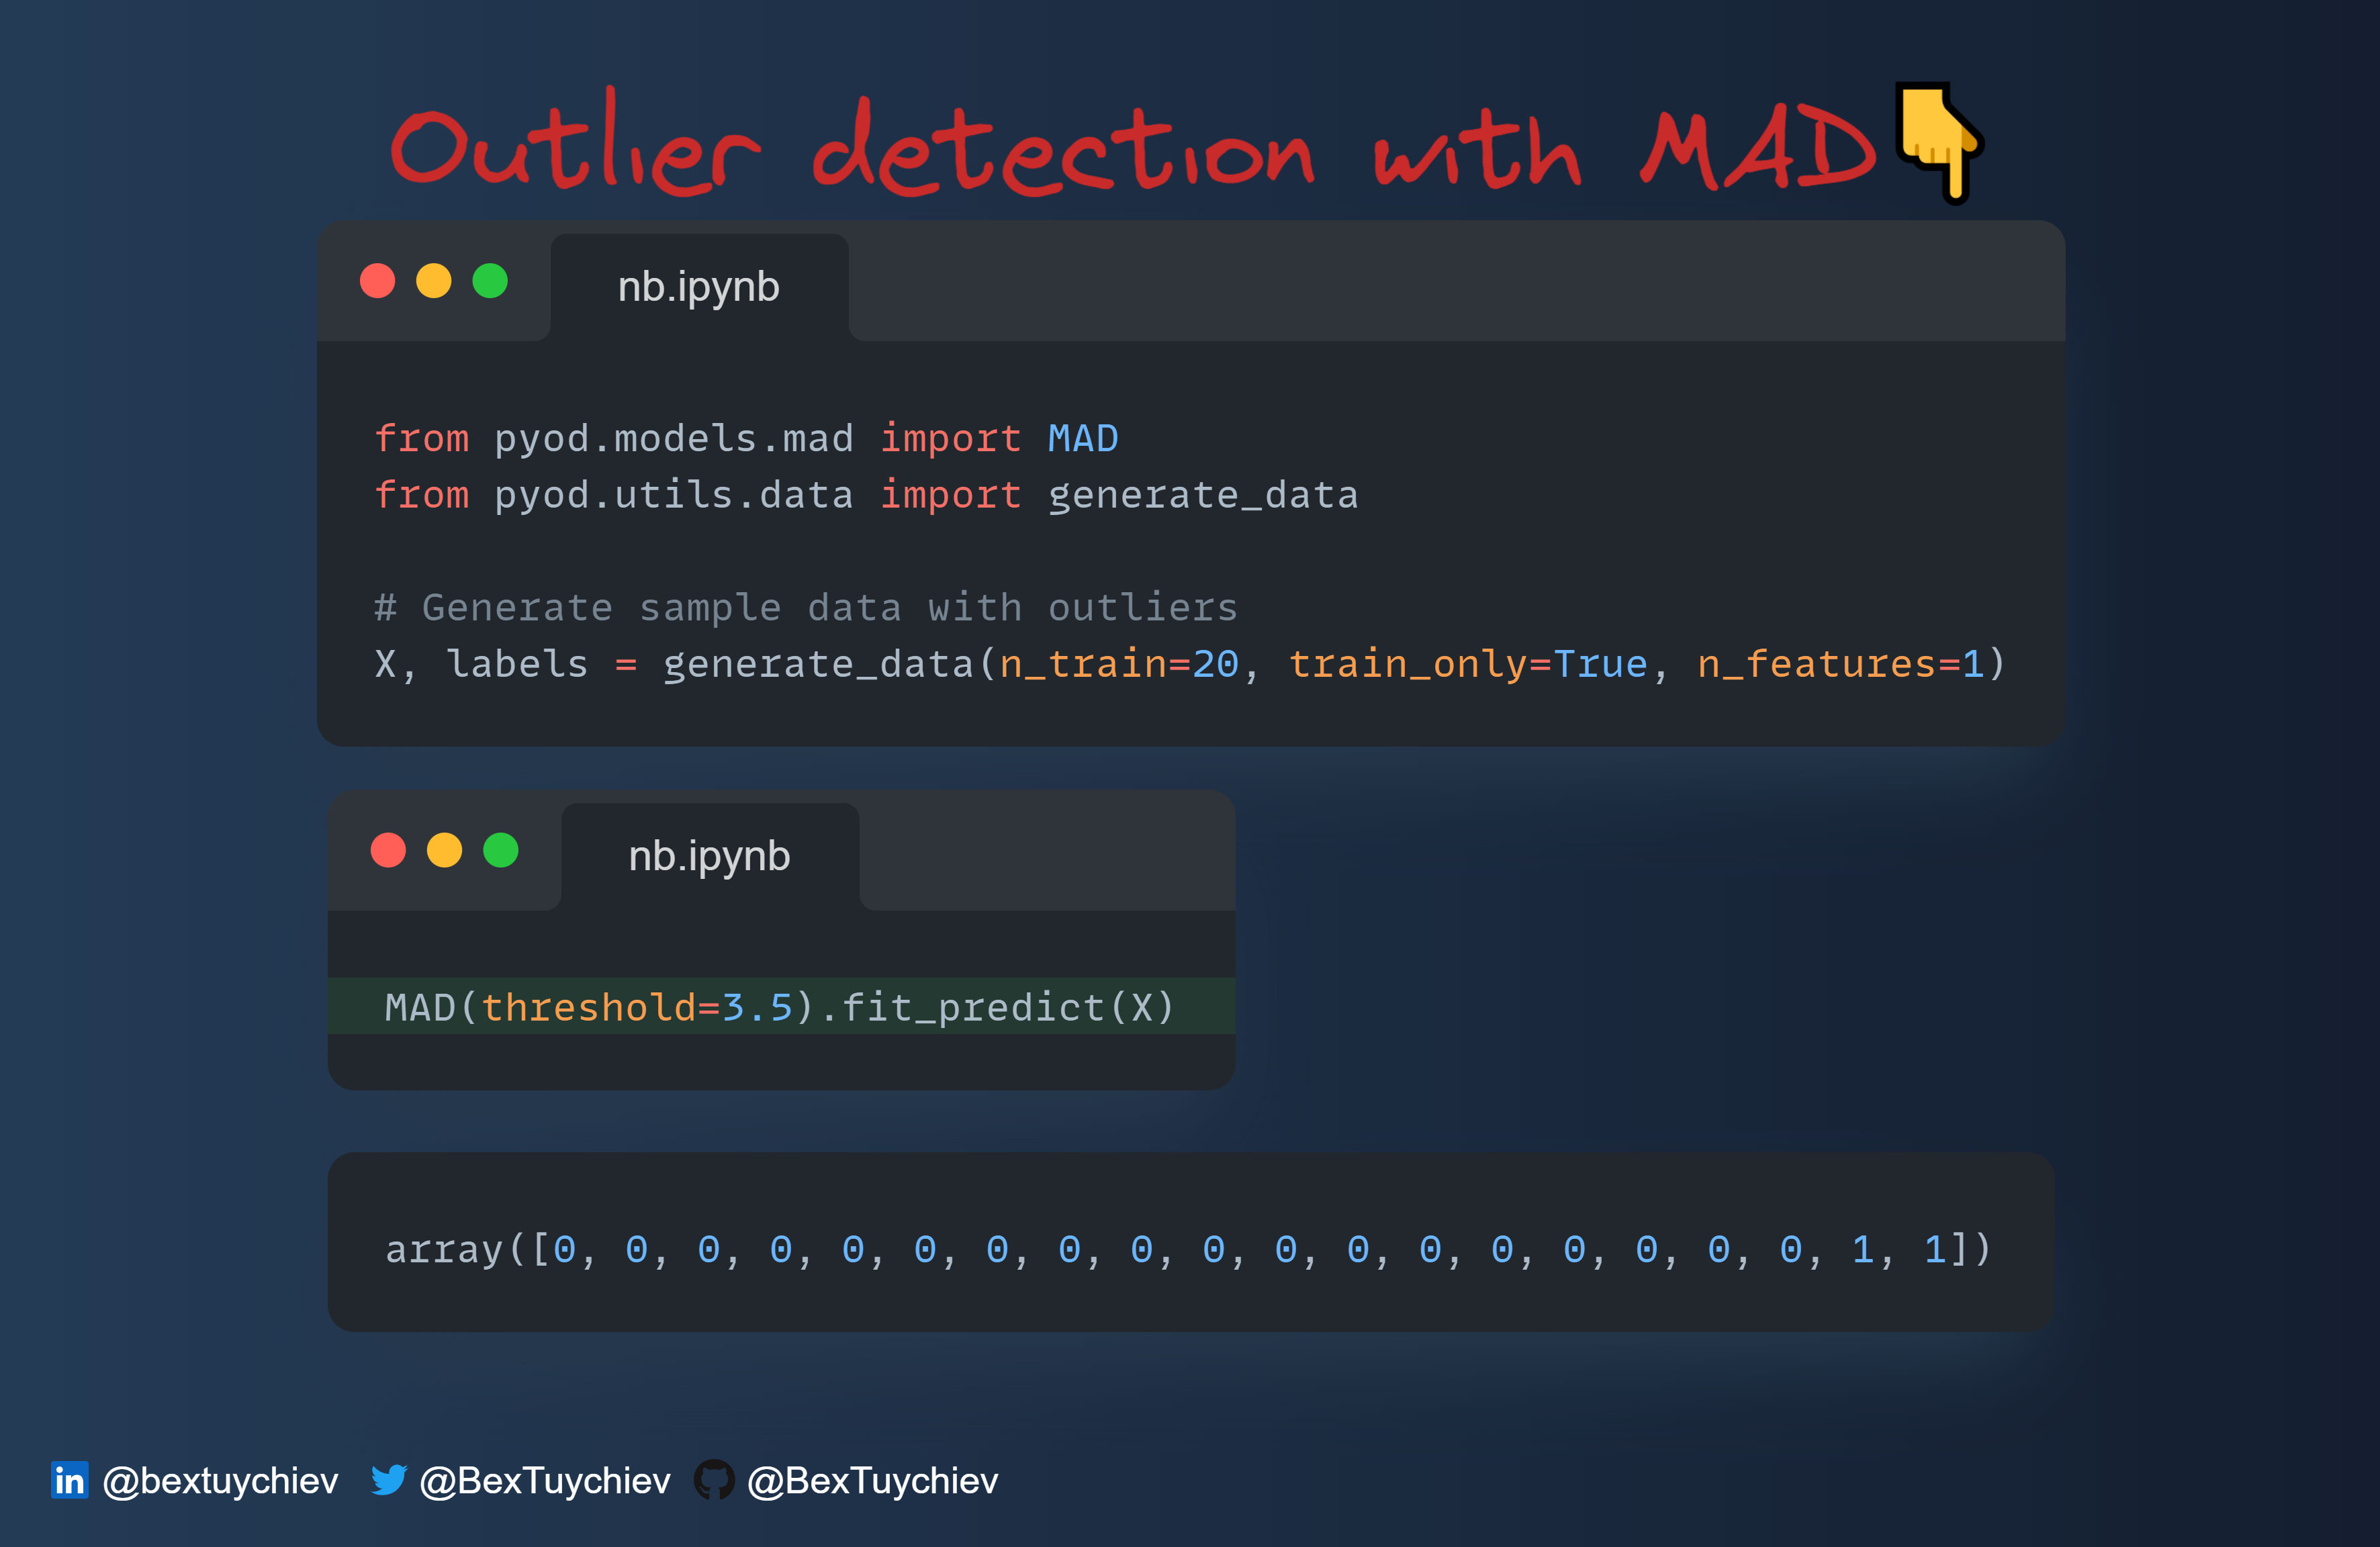 Outlier detection with MAD👇
nb.ipynb
from pyod.models.mad import MAD
from pyod.utils.data import generate_data
# Generate sample data with outliers
X, labels = generate_data(n_train=20, train_only=True, n_features=1)
nb.ipynb
MAD(threshold=3.5).fit_predict(X)
array([0, 0, 0, 0, 0, 0, 0, 0, 0, 0, 0, 0, 0, 0, 0, 0, 0, 0, 1, 1])
in @bextuychiev @BexTuychiev @BexTuychiev